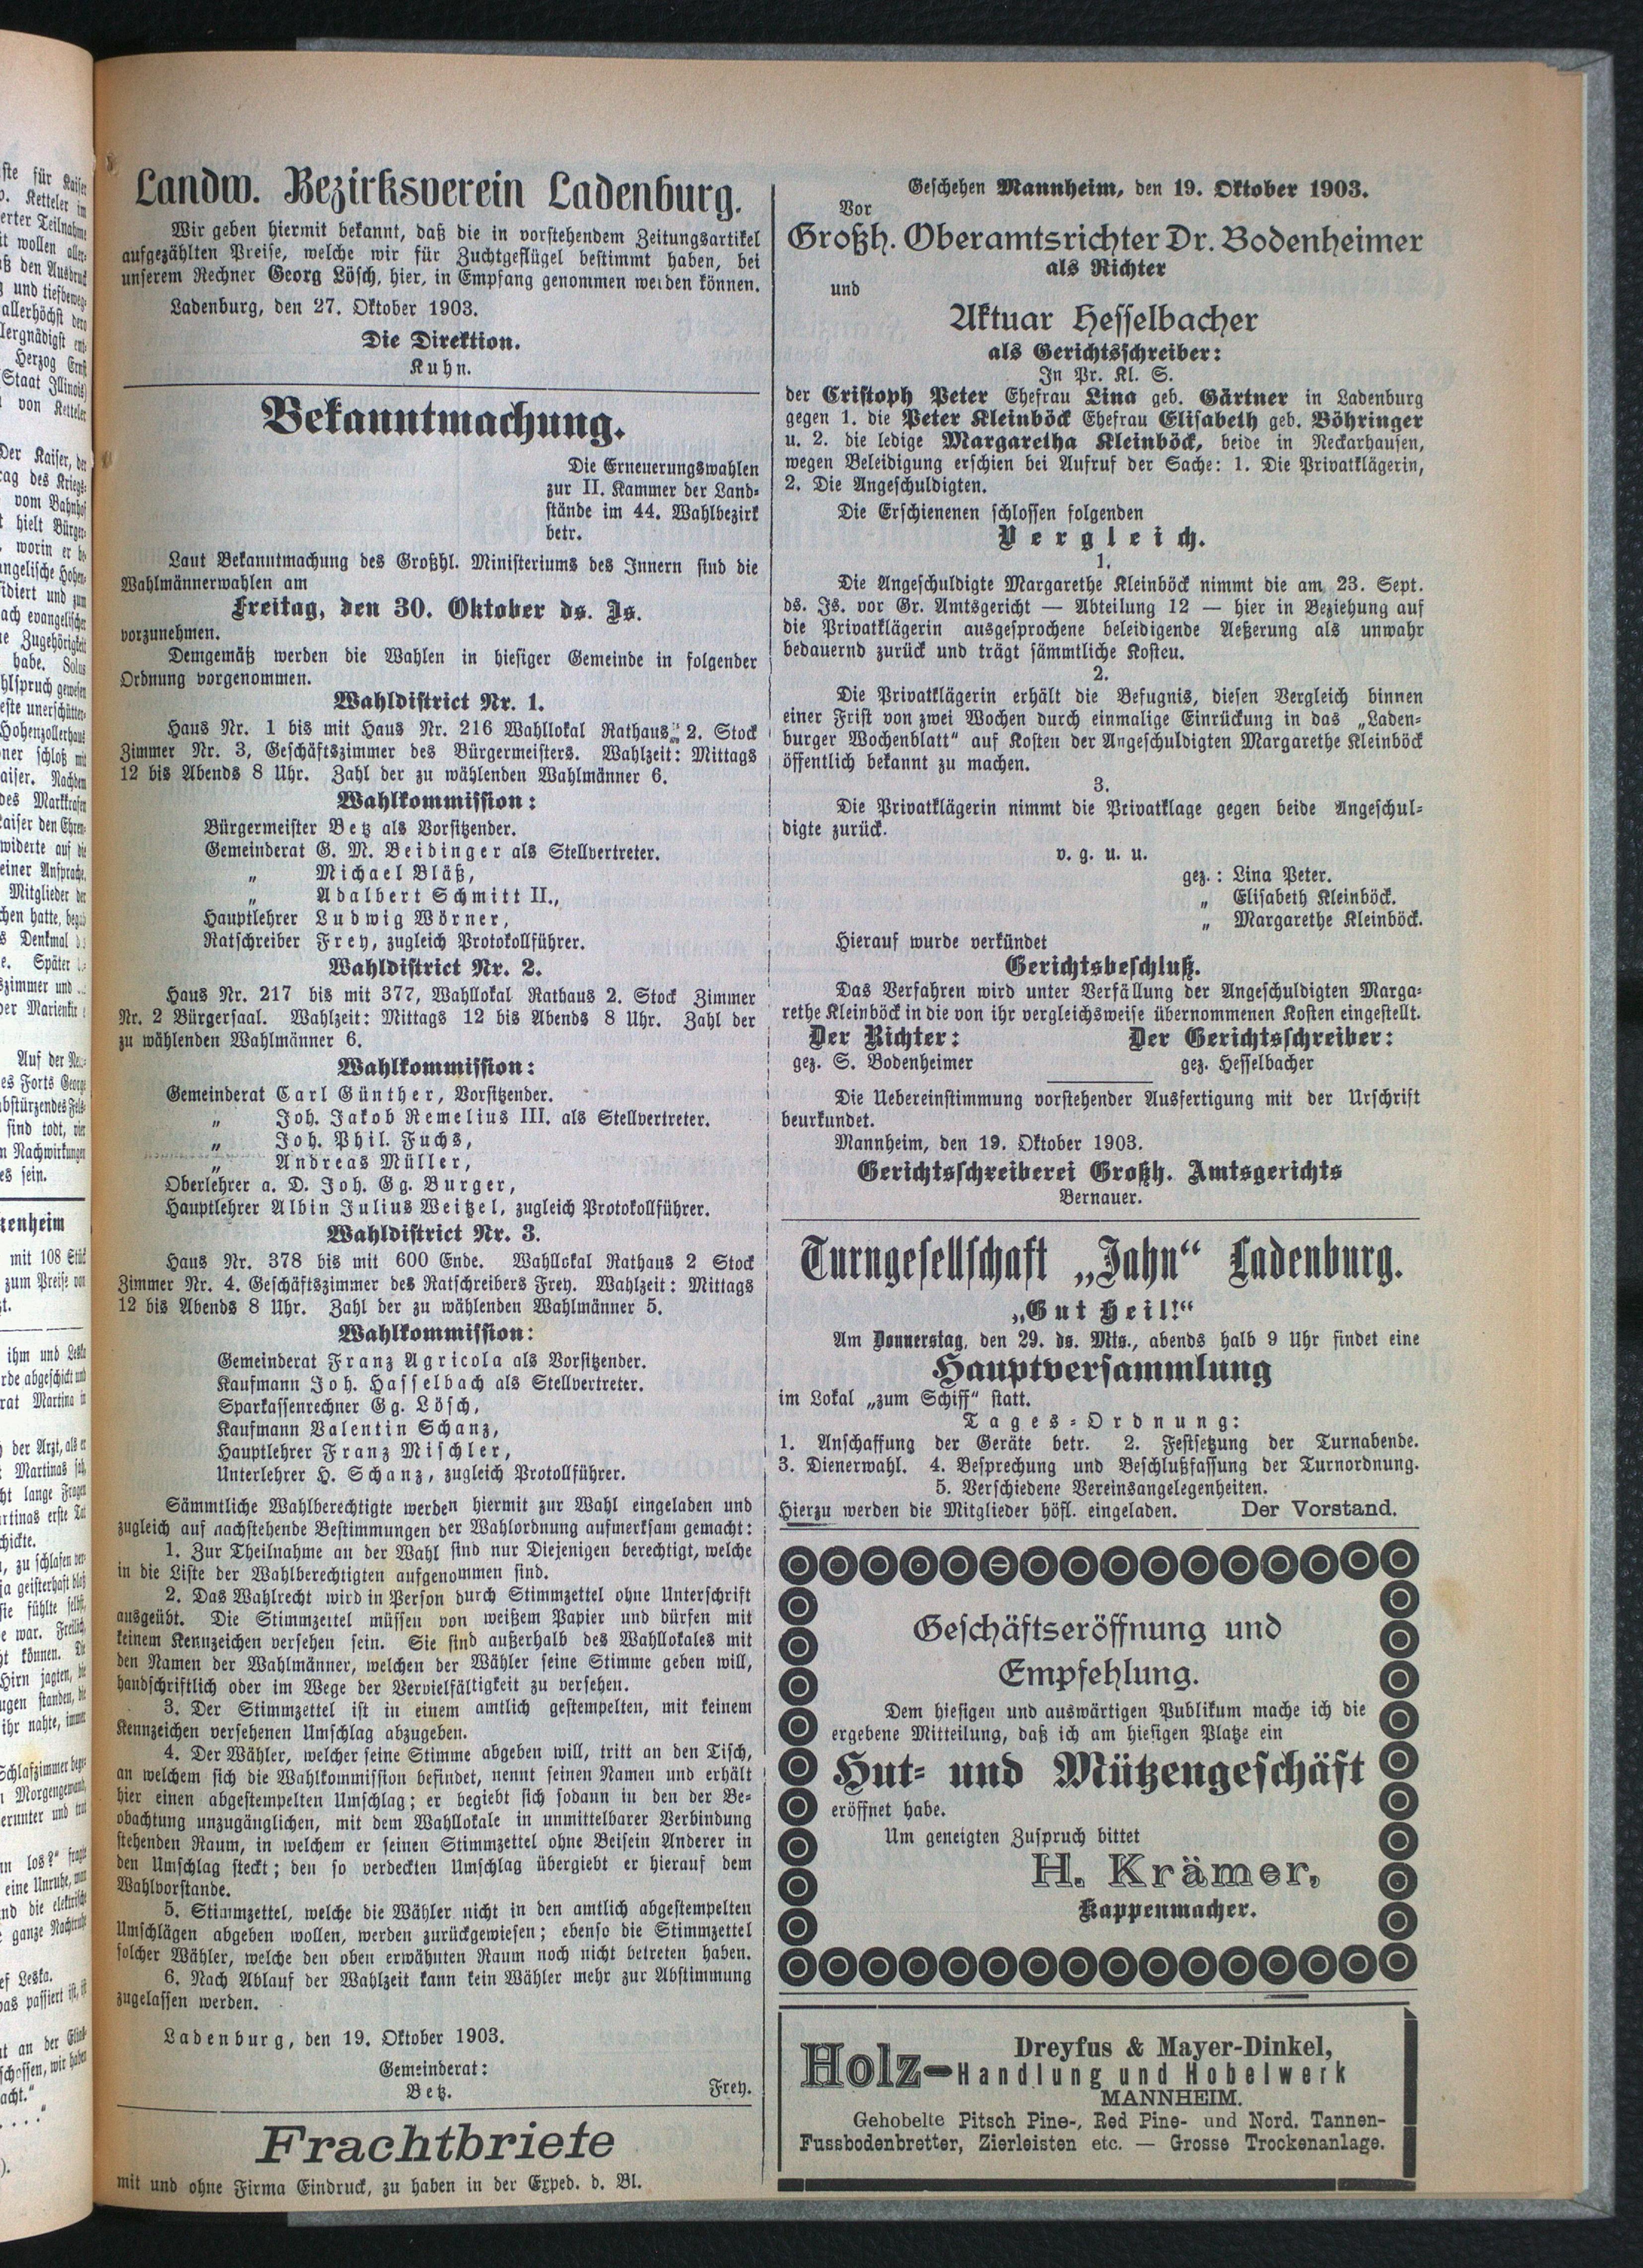 Landw. Bezirksverein Ladenburg.
Wir geben hiermit bekannt, daß die in vorstehendem Zeitungsartikel
aufgezählten Preise, welche wir für Zuchtgeflügel bestimmt haben, bei
unserem Rechner Georg Lösch, hier, in Empfang genommen werden können.
Ladenburg, den 27. Oktober 1903.
Die Direktion.
Kuhn.
Bekanntmachung.
Die Erneuerungswahlen
zur II. Kammer der Land-
stände im 44. Wahlbezirk
betr.
Laut Bekanntmachung des Großhl. Ministeriums des Innern sind die
Wahlmännerwahlen am
Freitag, den 30. Oktober ds. Js.
vorzunehmen.
Demgemäß werden die Wahlen in hiesiger Gemeinde in folgender
Ordnung vorgenommen.
Wahldistrict Nr. 1.
Haus Nr. 1 bis mit Haus Nr. 216 Wahllokal Rathaus 2. Stock
Zimmer Nr. 3, Geschäftszimmer des Bürgermeisters. Wahlzeit: Mittags
12 bis Abends 8 Uhr. Zahl der zu wählenden Wahlmänner 6.
Wahlkommission:
Bürgermeister Betz als Vorsitzender.
Gemeinderat G. M. Beidinger als Stellvertreter.
„ Michael Bläß,
„ Adalbert Schmitt II.,
Hauptlehrer Ludwig Wörner,
Ratschreiber Frey, zugleich Protokollführer.
Wahldistrict Nr. 2.
Haus Nr. 217 bis mit 377, Wahllokal Rathaus 2. Stock Zimmer
Nr. 2 Bürgersaal. Wahlzeit: Mittags 12 bis Abends 8 Uhr. Zahl der
zu wählenden Wahlmänner 6.
Wahlkommission:
Gemeinderat Carl Günther, Vorsitzender.
„ Joh. Jakob Remelius III. als Stellvertreter.
„ Joh. Phil. Fuchs,
„ Andreas Müller,
Oberlehrer a. D. Joh. Gg. Burger,
Hauptlehrer Albin Julius Weitzel, zugleich Protokollführer.
Wahldistrict Nr. 3.
Haus Nr. 378 bis mit 600 Ende. Wahllokal Rathaus 2 Stock
Zimmer Nr. 4. Geschäftszimmer des Ratschreibers Frey. Wahlzeit: Mittags
12 bis Abends 8 Uhr. Zahl der zu wählenden Wahlmänner 5.
Wahlkommission:
Gemeinderat Franz Agricola als Vorsitzender.
Kaufmann Joh. Hasselbach als Stellvertreter.
Sparkassenrechner Gg. Lösch,
Kaufmann Valentin Schanz,
Hauptlehrer Franz Mischler,
Unterlehrer H. Schanz, zugleich Protollführer.
Sämmtliche Wahlberechtigte werden hiermit zur Wahl eingeladen und
zugleich auf nachstehende Bestimmungen der Wahlordnung aufmerksam gemacht:
1. Zur Theilnahme an der Wahl sind nur Diejenigen berechtigt, welche
in die Liste der Wahlberechtigten aufgenommen sind.
2. Das Wahlrecht wird in Person durch Stimmzettel ohne Unterschrift
ausgeübt. Die Stimmzettel müssen von weißem Papier und dürfen mit
keinem Kennzeichen versehen sein. Sie sind außerhalb des Wahllokales mit
den Namen der Wahlmänner, welchen der Wähler seine Stimme geben will,
handschriftlich oder im Wege der Vervielfältigkeit zu versehen.
3. Der Stimmzettel ist in einem amtlich gestempelten, mit keinem
Kennzeichen versehenen Umschlag abzugeben.
4. Der Wähler, welcher seine Stimme abgeben will, tritt an den Tisch,
an welchem sich die Wahlkommission befindet, nennt seinen Namen und erhält
hier einen abgestempelten Umschlag; er begiebt sich sodann in den der Be-
obachtung unzugänglichen, mit dem Wahllokale in unmittelbarer Verbindung
stehenden Raum, in welchem er seinen Stimmzettel ohne Beisein Anderer in
den Umschlag steckt; den so verdeckten Umschlag übergiebt er hierauf dem
Wahlvorstande.
5. Stimmzettel, welche die Wähler nicht in den amtlich abgestempelten
Umschlägen abgeben wollen, werden zurückgewiesen; ebenso die Stimmzettel
solcher Wähler, welche den oben erwähnten Raum noch nicht betreten haben.
6. Nach Ablauf der Wahlzeit kann kein Wähler mehr zur Abstimmung
zugelassen werden.
Ladenburg, den 19. Oktober 1903.
Gemeinderat:
Betz. Frey.
Frachtbriefe
mit und ohne Firma Eindruck, zu haben in der Exped. d. Bl.
Geschehen Mannheim, den 19. Oktober 1903.
Vor
Großh. Oberamtsrichter Dr. Bodenheimer
als Richter
und
Aktuar Hesselbacher
als Gerichtsschreiber:
In Pr. Kl. S.
der Cristoph Peter Ehefrau Lina geb. Gärtner in Ladenburg
gegen 1. die Peter Kleinböck Ehefrau Elisabeth geb. Böhringer
u. 2. die ledige Margaretha Kleinböck, beide in Neckarhausen,
wegen Beleidigung erschien bei Aufruf der Sache: 1. Die Privatklägerin,
2. Die Angeschuldigten.
Die Erschienenen schlossen folgenden
Vergleich.
1.
Die Angeschuldigte Margarethe Kleinböck nimmt die am 23. Sept.
ds. Js. vor Gr. Amtsgericht — Abteilung 12 — hier in Beziehung auf
die Privatklägerin ausgesprochene beleidigende Aeßerung als unwahr
bedauernd zurück und trägt sämmtliche Kosteu.
2.
Die Privatklägerin erhält die Befugnis, diesen Vergleich binnen
einer Frist von zwei Wochen durch einmalige Einrückung in das „Laden-
burger Wochenblatt“ auf Kosten der Angeschuldigten Margarethe Kleinböck
öffentlich bekannt zu machen.
3.
Die Privatklägerin nimmt die Privatklage gegen beide Angeschul-
digte zurück.
v. g. u. u.
gez.: Lina Peter.
„ Elisabeth Kleinböck.
„ Margarethe Kleinböck.
Hierauf wurde verkündet
Gerichtsbeschluß.
Das Verfahren wird unter Verfällung der Angeschuldigten Marga-
rethe Kleinböck in die von ihr vergleichsweise übernommenen Kosten eingestellt.
Der Richter: Der Gerichtsschreiber:
gez. S. Bodenheimer gez. Hesselbacher
Die Uebereinstimmung vorstehender Ausfertigung mit der Urschrift
beurkundet.
Mannheim, den 19. Oktober 1903.
Gerichtsschreiberei Großh. Amtsgerichts
Bernauer.
Turngesellschaft „Jahn“ Ladenburg.
„Gut Heil!“
Am Donnerstag, den 29. ds. Mts., abends halb 9 Uhr findet eine
Hauptversammlung
im Lokal „zum Schiff“ statt.
Tages-Ordnung:
1. Anschaffung der Geräte betr. 2. Festsetzung der Turnabende.
3. Dienerwahl. 4. Besprechung und Beschlußfassung der Turnordnung.
5. Verschiedene Vereinsangelegenheiten.
Hierzu werden die Mitglieder höfl. eingeladen. Der Vorstand.
Geschäftseröffnung und
Empfehlung.
Dem hiesigen und auswärtigen Publikum mache ich die
ergebene Mitteilung, daß ich am hiesigen Platze ein
Hut- und Mützengeschäft
eröffnet habe.
Um geneigten Zuspruch bittet
H. Krämer,
Kappenmacher.
Dreyfus & Mayer-Dinkel,
Holz-Handlung und Hobelwerk
MANNHEIM.
Gehobelte Pitsch Pine-, Red Pine- und Nord. Tannen-
Fussbodenbretter, Zierleisten etc. — Grosse Trockenanlage.